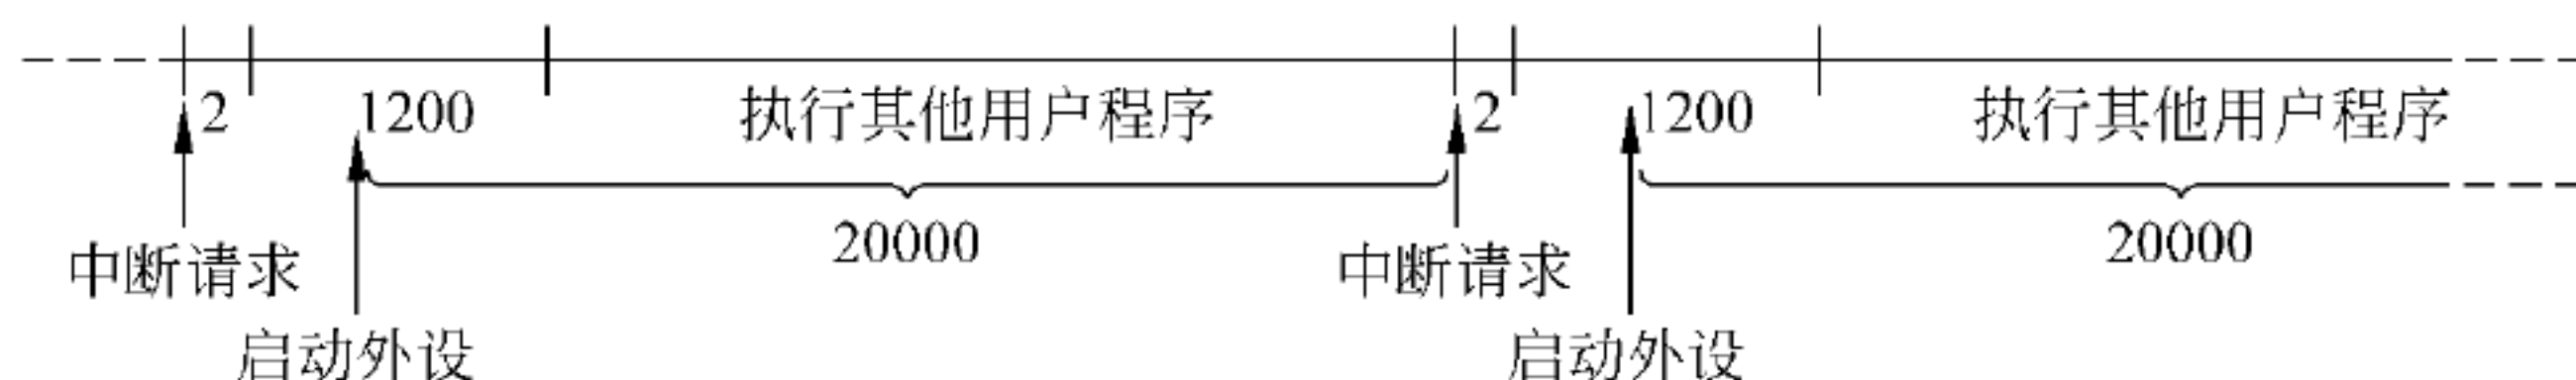 2 1200 执行其他用户程序 2 1200 执行其他用户程序
20000 20000
中断请求 中断请求
启动外设 启动外设